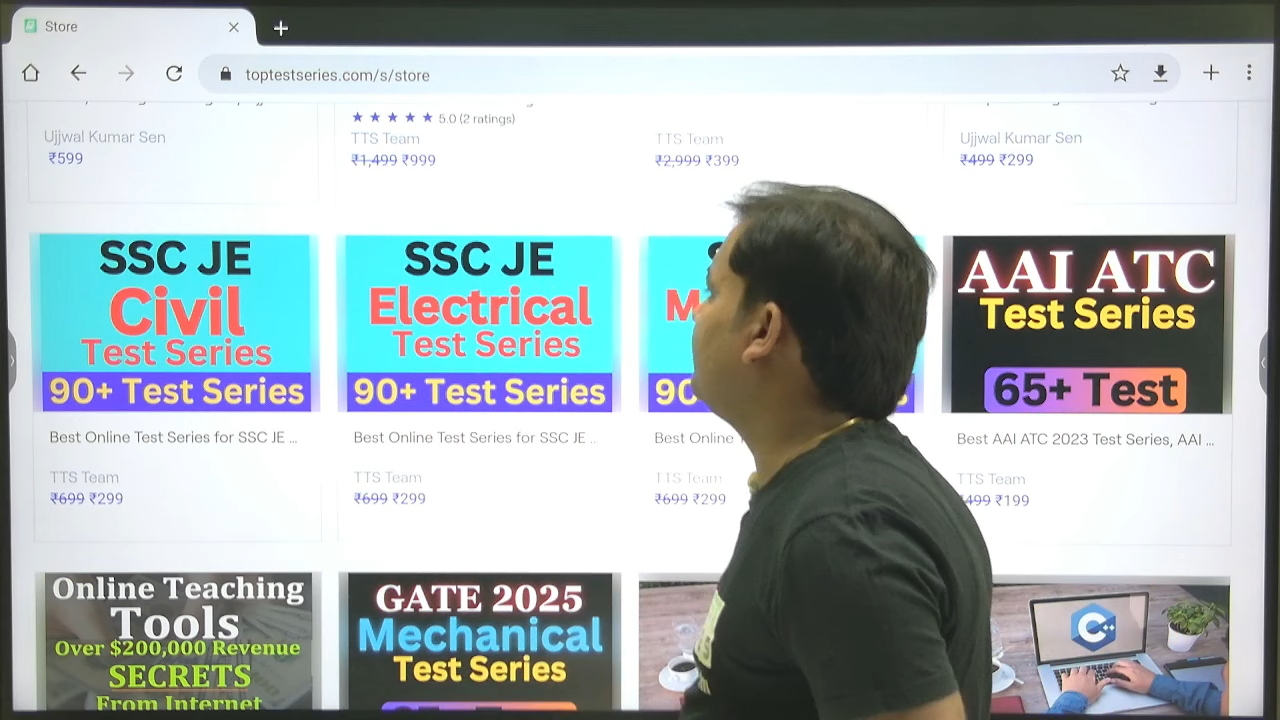 Store
toptestseries.com/s/store
Ujjwal Kumar Sen
₹599
5.0 (2 ratings)
TTS Team
₹1,499 ₹999
TTS Team
₹2,999 ₹399
Ujjwal Kumar Sen
₹499 ₹299
SSC JE
Civil
Test Series
90+ Test Series
Best Online Test Series for SSC JE ...
TTS Team
₹699 ₹299
SSC JE
Electrical
Test Series
90+ Test Series
Best Online Test Series for SSC JE ...
TTS Team
₹699 ₹299
M
90
Best Online
TTS Team
₹699 ₹299
AAI ATC
Test Series
65+ Test
Best AAI ATC 2023 Test Series, AAI ...
TTS Team
₹499 ₹199
Online Teaching
Tools
Over $200,000 Revenue
SECRETS
From Internet
GATE 2025
Mechanical
Test Series
C++